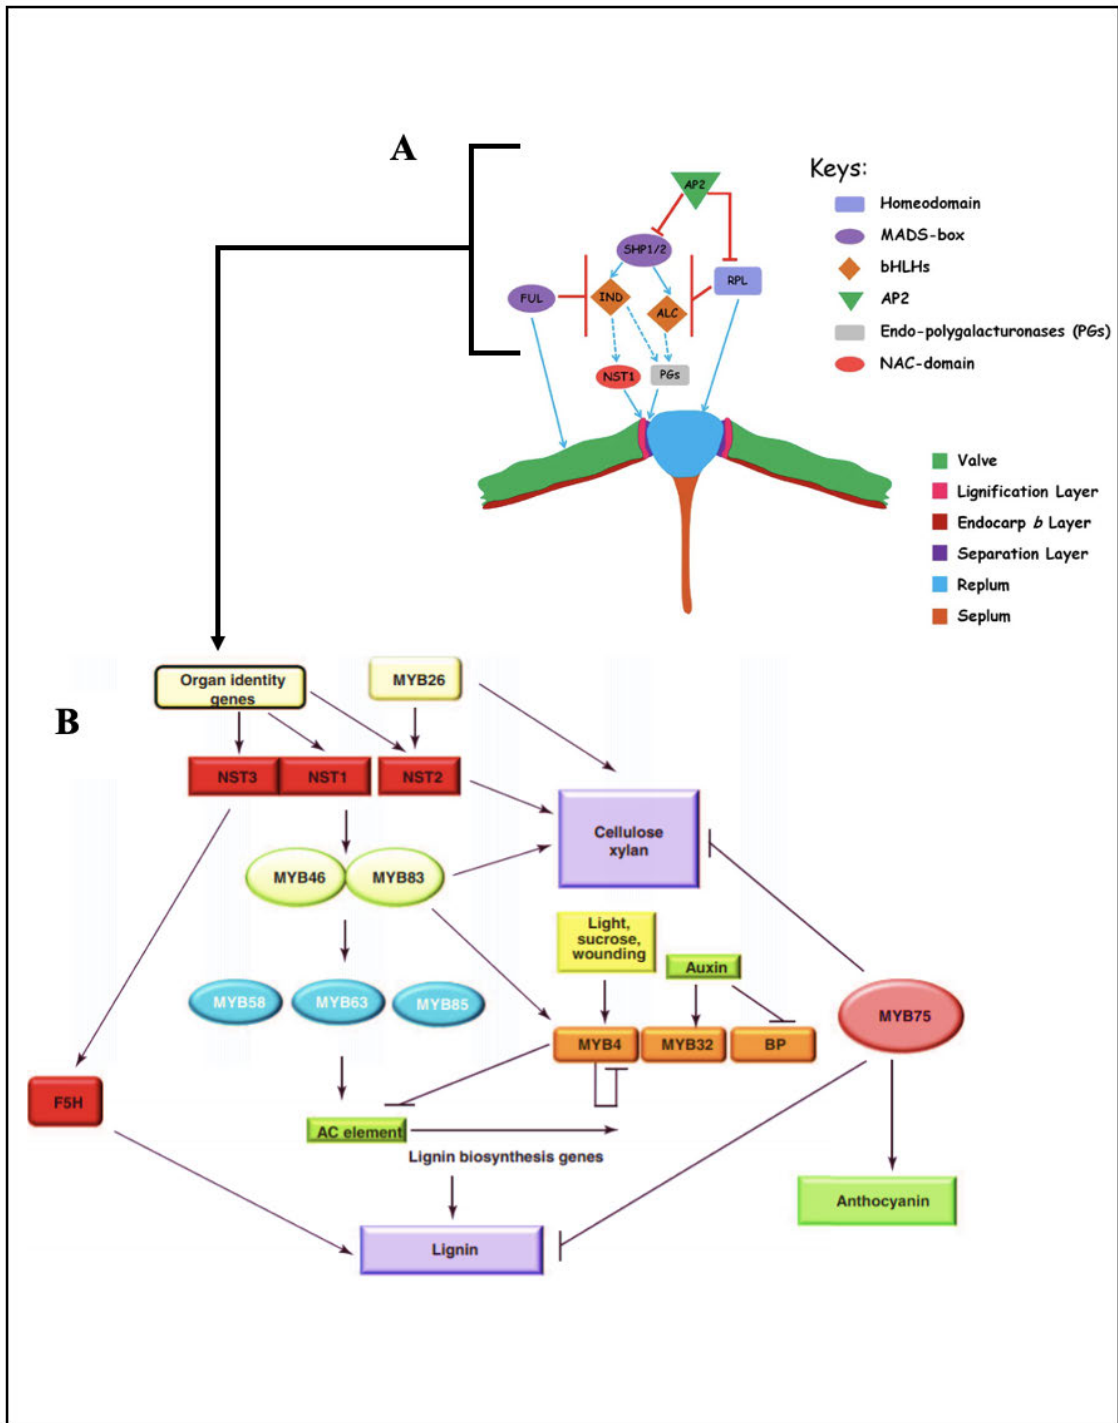 A
AP2
SHP1/2
FUL
IND
ALC
RPL
NST1
PGs
Keys:
Homeodomain
MADS-box
bHLHs
AP2
Endo-polygalacturonases (PGs)
NAC-domain
Valve
Lignification Layer
Endocarp b Layer
Separation Layer
Replum
Septum
B
Organ identity
genes
MYB26
NST3
NST1
NST2
Cellulose
xylan
MYB46
MYB83
Light,
sucrose,
wounding
Auxin
MYB58
MYB63
MYB85
MYB4
MYB32
BP
MYB75
F5H
AC element
Lignin biosynthesis genes
Anthocyanin
Lignin